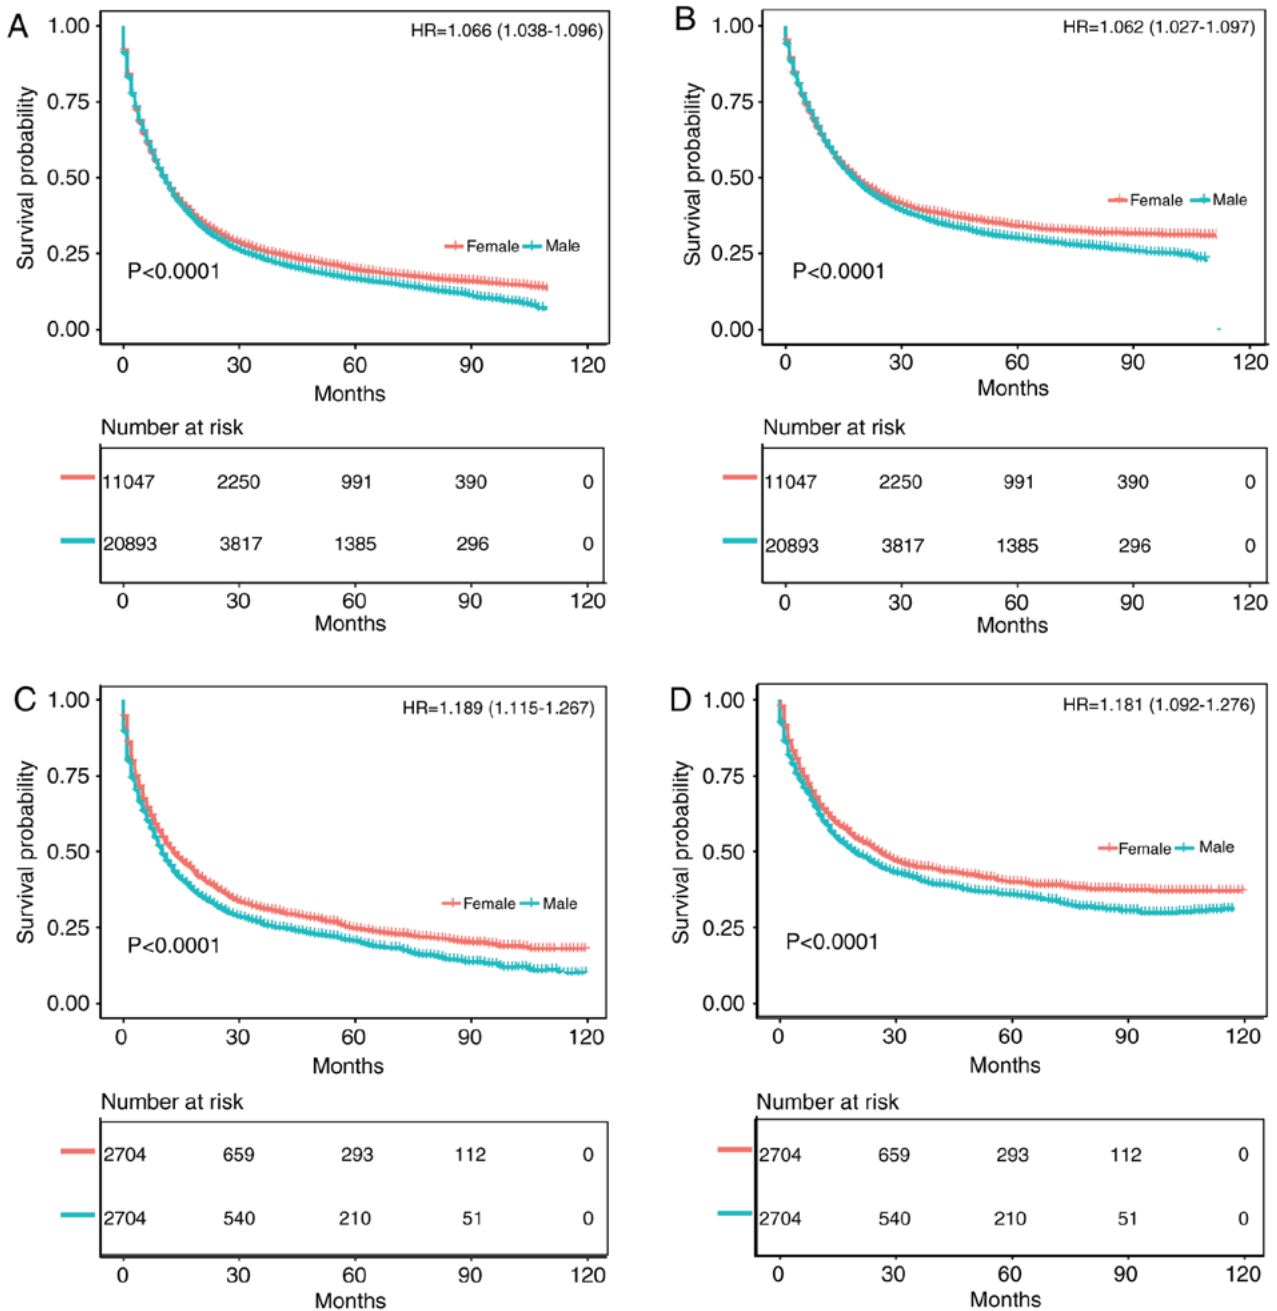 A
HR=1.066 (1.038-1.096)
Survival probability
1.00
0.75
0.50
0.25
0.00
Female Male
P<0.0001
0 30 60 90 120
Months
Number at risk
11047 2250 991 390 0
20893 3817 1385 296 0
0 30 60 90 120
Months
B
HR=1.062 (1.027-1.097)
Survival probability
1.00
0.75
0.50
0.25
0.00
Female Male
P<0.0001
0 30 60 90 120
Months
Number at risk
11047 2250 991 390 0
20893 3817 1385 296 0
0 30 60 90 120
Months
C
HR=1.189 (1.115-1.267)
Survival probability
1.00
0.75
0.50
0.25
0.00
Female Male
P<0.0001
0 30 60 90 120
Months
Number at risk
2704 659 293 112 0
2704 540 210 51 0
0 30 60 90 120
Months
D
HR=1.181 (1.092-1.276)
Survival probability
1.00
0.75
0.50
0.25
0.00
Female Male
P<0.0001
0 30 60 90 120
Months
Number at risk
2704 659 293 112 0
2704 540 210 51 0
0 30 60 90 120
Months